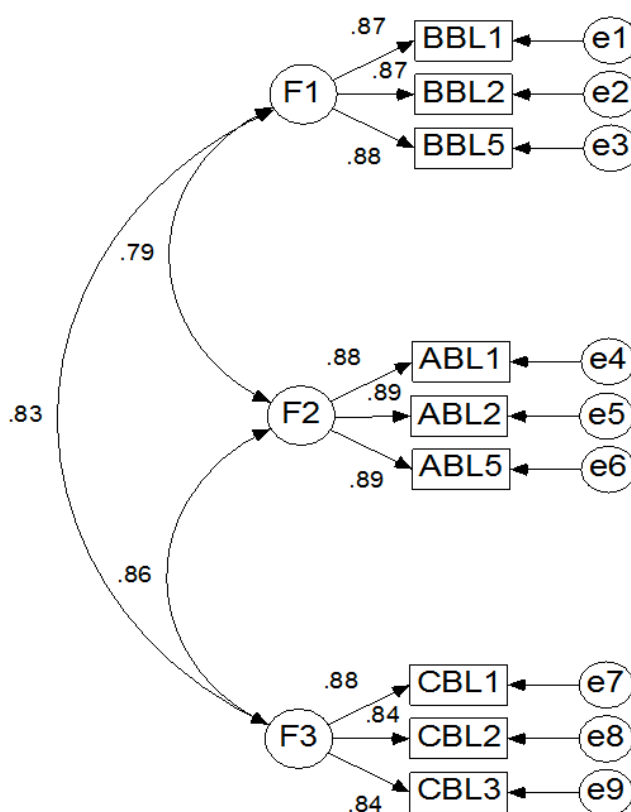 .87 BBL1 e1
F1 .87 BBL2 e2
.88 BBL5 e3
.79
.88 ABL1 e4
.83 F2 .89 ABL2 e5
.89 ABL5 e6
.86
.88 CBL1 e7
F3 .84 CBL2 e8
.84 CBL3 e9